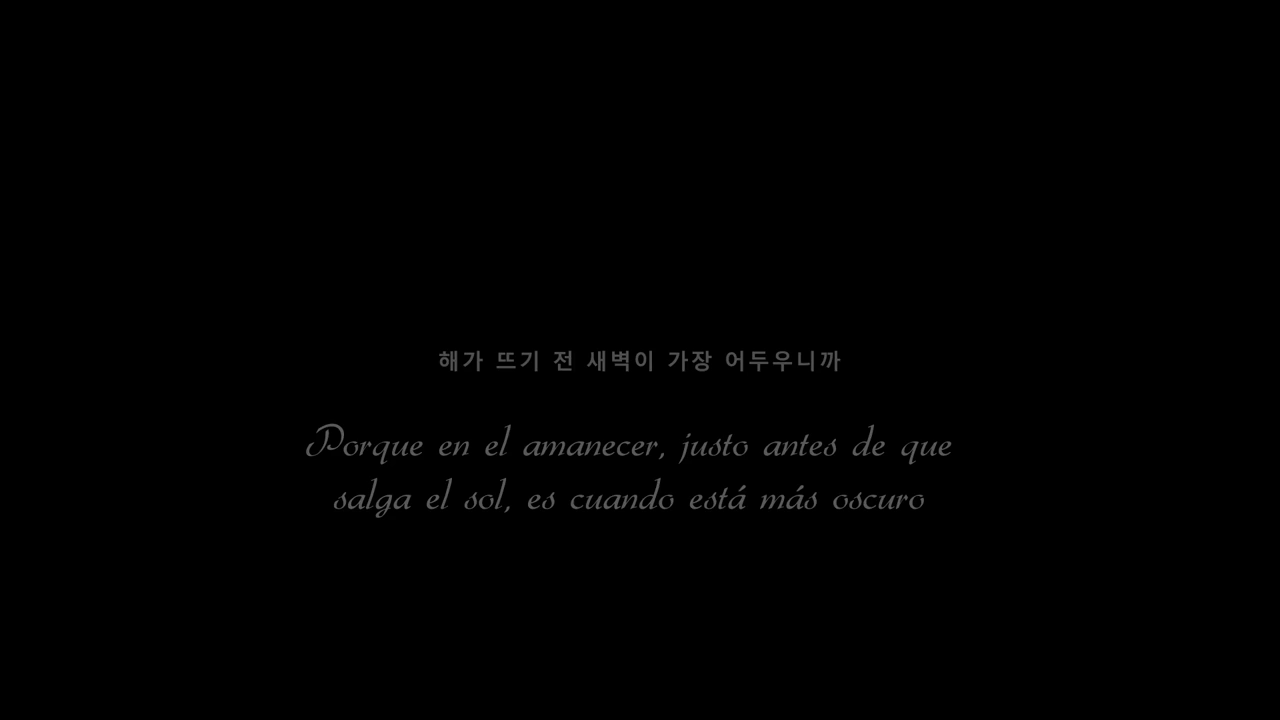 해가 뜨기 전 새벽이 가장 어두우니까
Porque en el amanecer, justo antes de que
salga el sol, es cuando está más oscuro